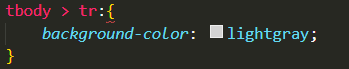 tbody > tr:{
background-color: lightgray;
}